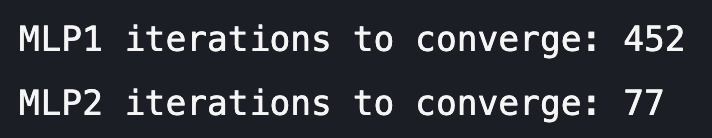 MLP1 iterations to converge: 452
MLP2 iterations to converge: 77